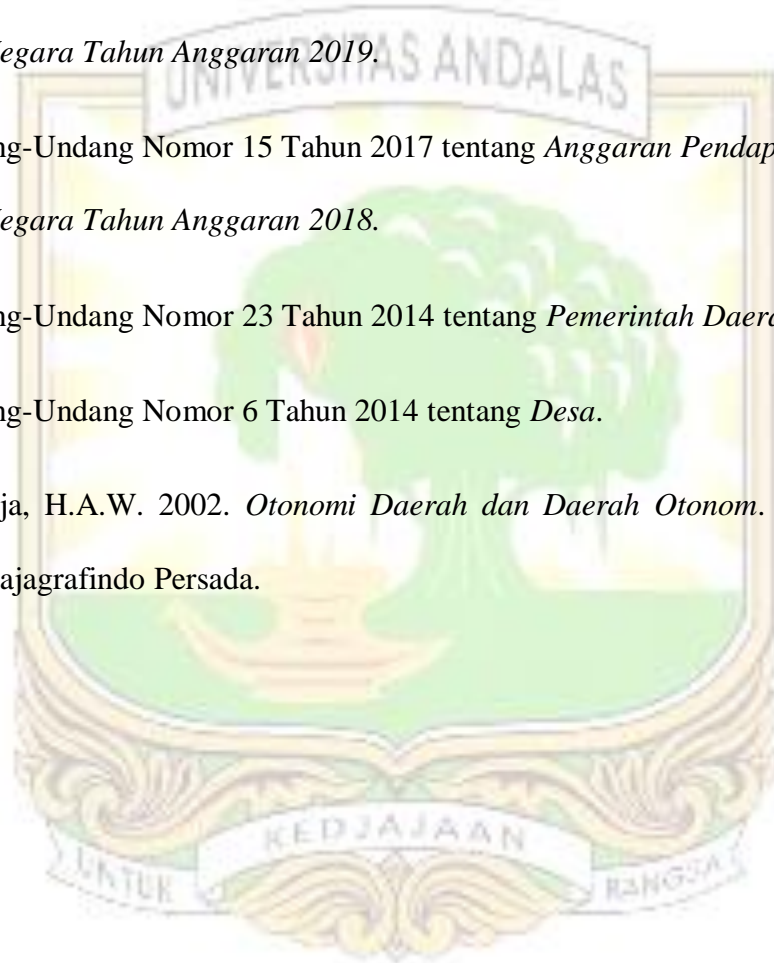 UNIVERSITAS ANDALAS
egara Tahun Anggaran 2019.
ng-Undang Nomor 15 Tahun 2017 tentang Anggaran Pendap
egara Tahun Anggaran 2018.
ng-Undang Nomor 23 Tahun 2014 tentang Pemerintah Daera
ng-Undang Nomor 6 Tahun 2014 tentang Desa.
ja, H.A.W. 2002. Otonomi Daerah dan Daerah Otonom.
ajagrafindo Persada.
UNTUK KEDJAJAAN BANGSA